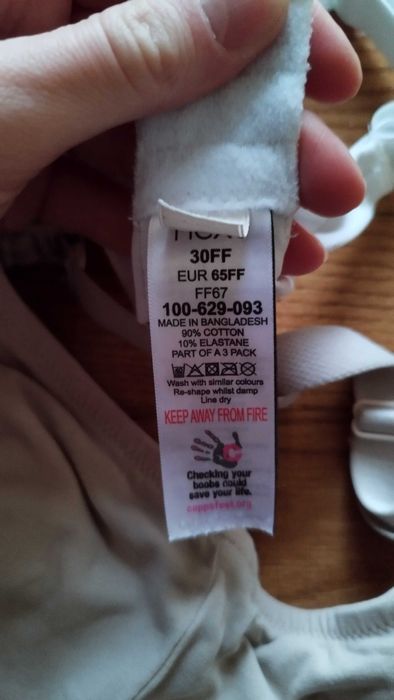 30FF
EUR 65FF
FF67
100-629-093
MADE IN BANGLADESH
90% COTTON
10% ELASTANE
PART OF A 3 PACK
Wash with similar colours
Re-shape whilst damp
Line dry
KEEP AWAY FROM FIRE
C
Checking your
boobs could
save your life.
coppafeel.org